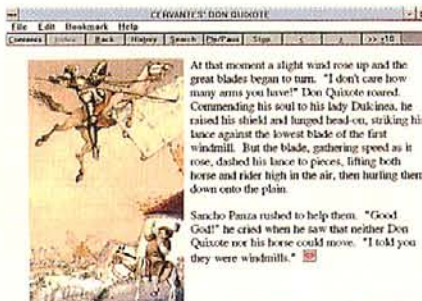 CERVANTES' DON QUIXOTE
File Edit Bookmark Help
Contents Index Back History Search Ply/Paus Stop < > >> ±10
At that moment a slight wind rose up and the
great blades began to turn. "I don't care how
many arms you have!" Don Quixote roared.
Commending his soul to his lady Dulcinea, he
raised his shield and lunged head-on, striking his
lance against the lowest blade of the first
windmill. But the blade, gathering speed as it
rose, dashed his lance to pieces, lifting both
horse and rider high in the air, then hurling them
down onto the plain.
Sancho Panza rushed to help them. "Good
God!" he cried when he saw that neither Don
Quixote nor his horse could move. "I told you
they were windmills."